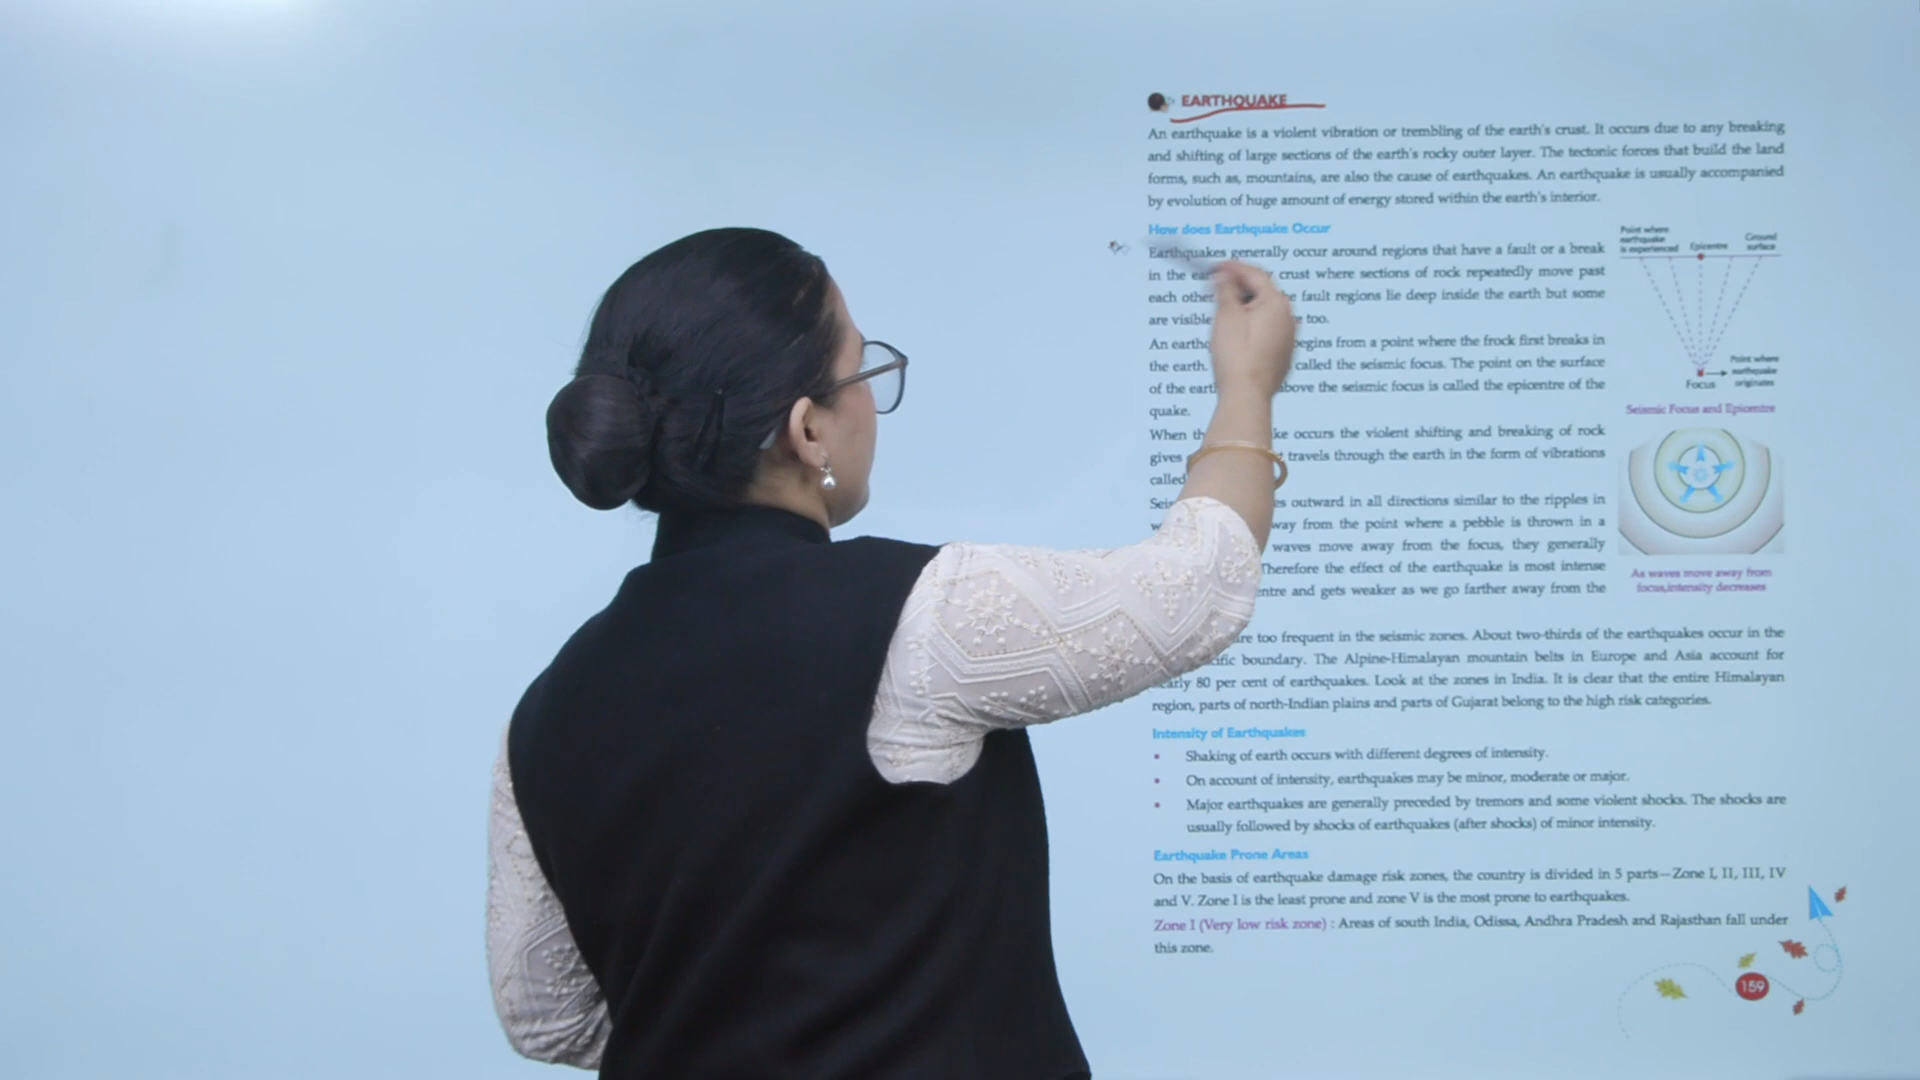 EARTHQUAKE
An earthquake is a violent vibration or trembling of the earth's crust. It occurs due to any breaking
and shifting of large sections of the earth's rocky outer layer. The tectonic forces that build the land
forms, such as, mountains, are also the cause of earthquakes. An earthquake is usually accompanied
by evolution of huge amount of energy stored within the earth's interior.
How does Earthquake Occur
Earthquakes generally occur around regions that have a fault or a break
in the crust where sections of rock repeatedly move past
each other fault regions lie deep inside the earth but some
are visible too.
An begins from a point where the frock first breaks in
the earth. called the seismic focus. The point on the surface
of the above the seismic focus is called the epicentre of the
quake.
When occurs the violent shifting and breaking of rock
gives travels through the earth in the form of vibrations
called
outward in all directions similar to the ripples in
from the point where a pebble is thrown in a
waves move away from the focus, they generally
Therefore the effect of the earthquake is most intense
and gets weaker as we go farther away from the
are too frequent in the seismic zones. About two-thirds of the earthquakes occur in the
boundary. The Alpine-Himalayan mountain belts in Europe and Asia account for
80 per cent of earthquakes. Look at the zones in India. It is clear that the entire Himalayan
region, parts of north-Indian plains and parts of Gujarat belong to the high risk categories.
Point where
earthquake
is experienced
Epicentre
Ground
surface
Focus
Point where
earthquake
originates
Seismic Focus and Epicentre
As waves move away from
focus,intensity decreases
Intensity of Earthquakes
• Shaking of earth occurs with different degrees of intensity.
• On account of intensity, earthquakes may be minor, moderate or major.
• Major earthquakes are generally preceded by tremors and some violent shocks. The shocks are
usually followed by shocks of earthquakes (after shocks) of minor intensity.
Earthquake Prone Areas
On the basis of earthquake damage risk zones, the country is divided in 5 parts—Zone I, II, III, IV
and V. Zone I is the least prone and zone V is the most prone to earthquakes.
Zone I (Very low risk zone) : Areas of south India, Odissa, Andhra Pradesh and Rajasthan fall under
this zone.
159